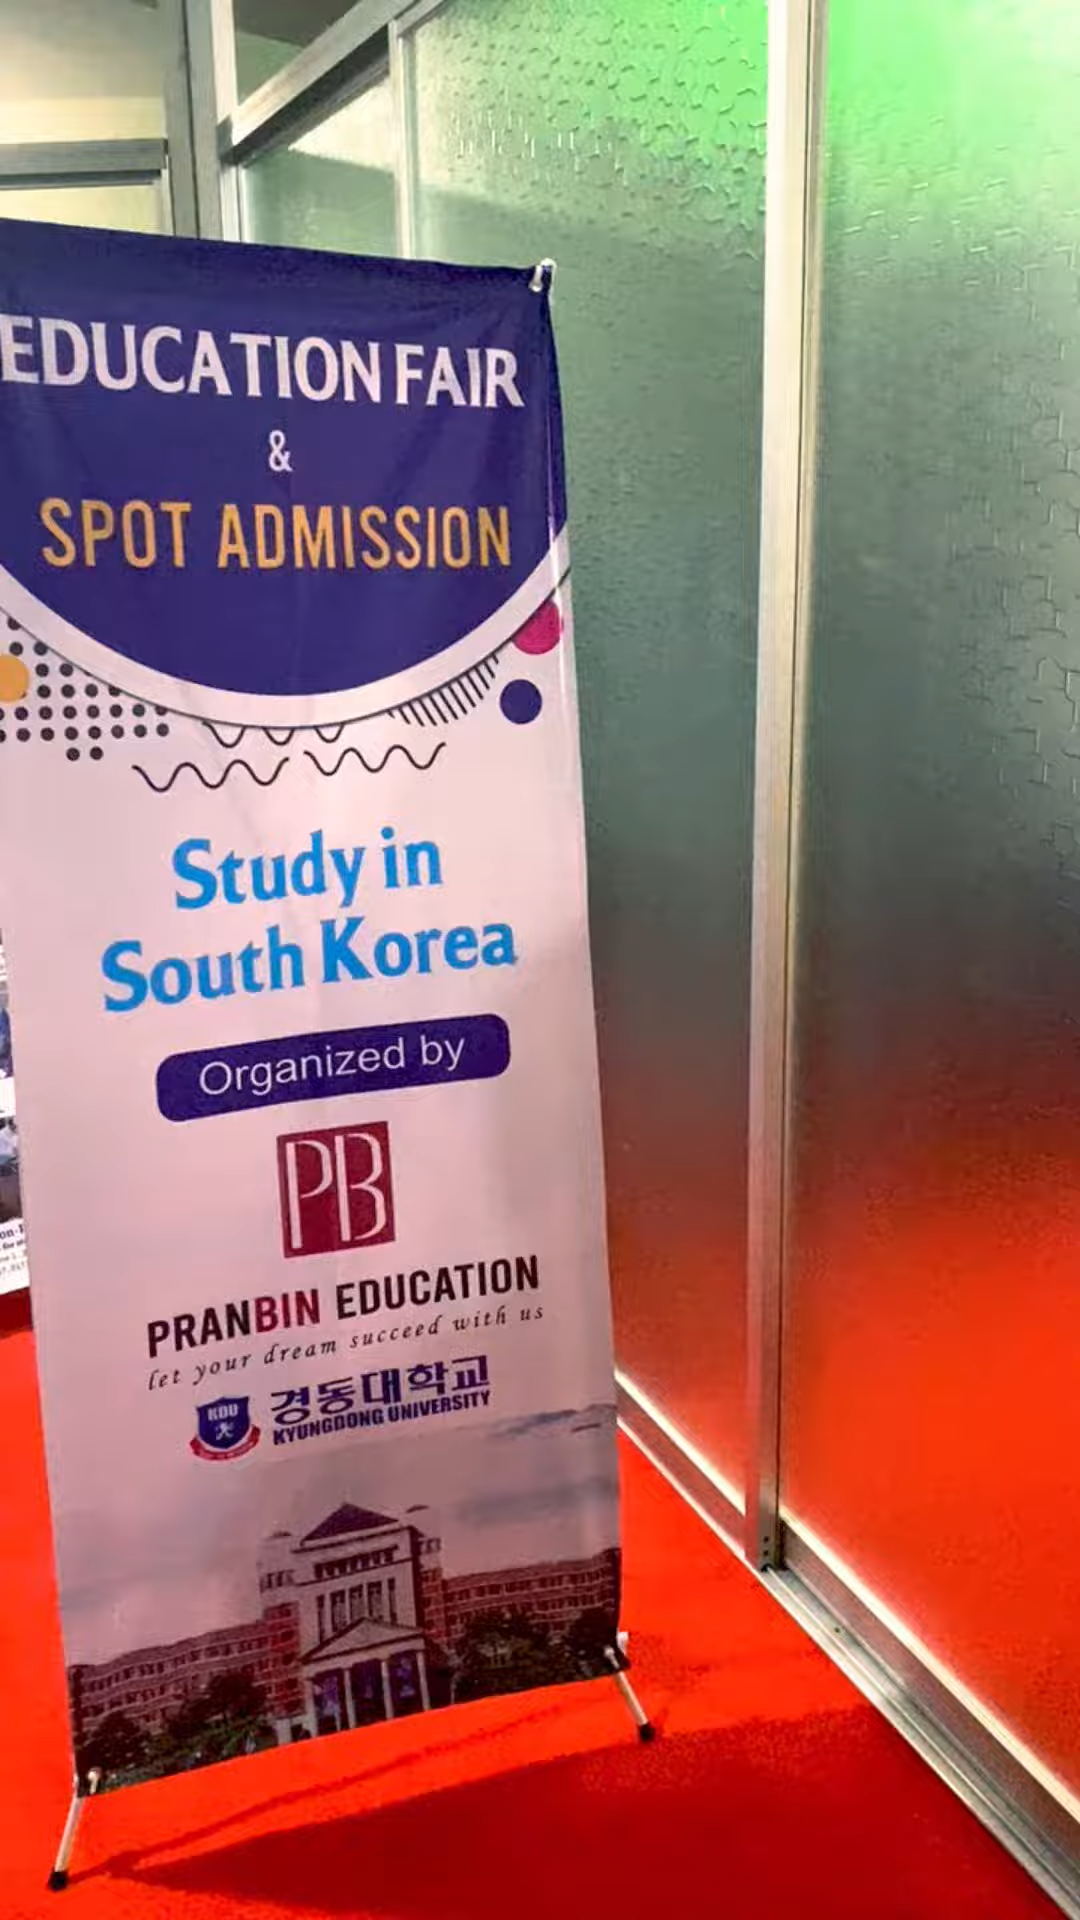 EDUCATION FAIR
&
SPOT ADMISSION
Study in
South Korea
Organized by
PB
PRANBIN EDUCATION
let your dream succeed with us
KDU
경동대학교
KYUNGDONG UNIVERSITY